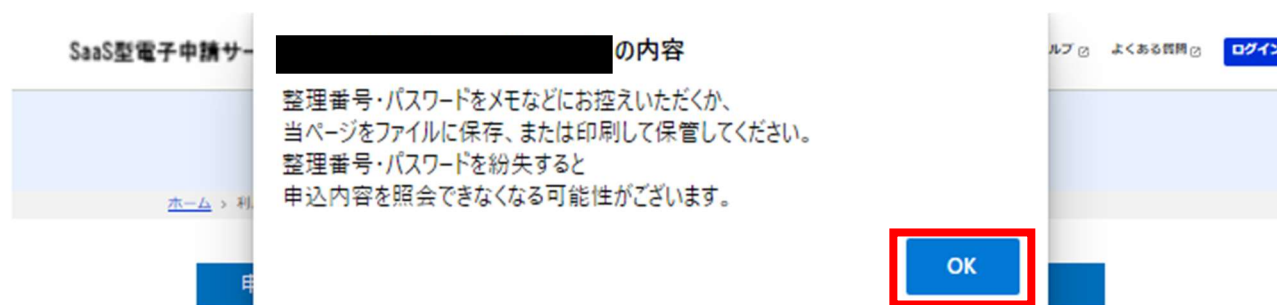 SaaS型電子申請サー
の内容
ルプ
よくある質問
ログイン
整理番号・パスワードをメモなどにお控えいただくか、
当ページをファイルに保存、または印刷して保管してください。
整理番号・パスワードを紛失すると
申込内容を照会できなくなる可能性がございます。
ホーム > 利
OK
申